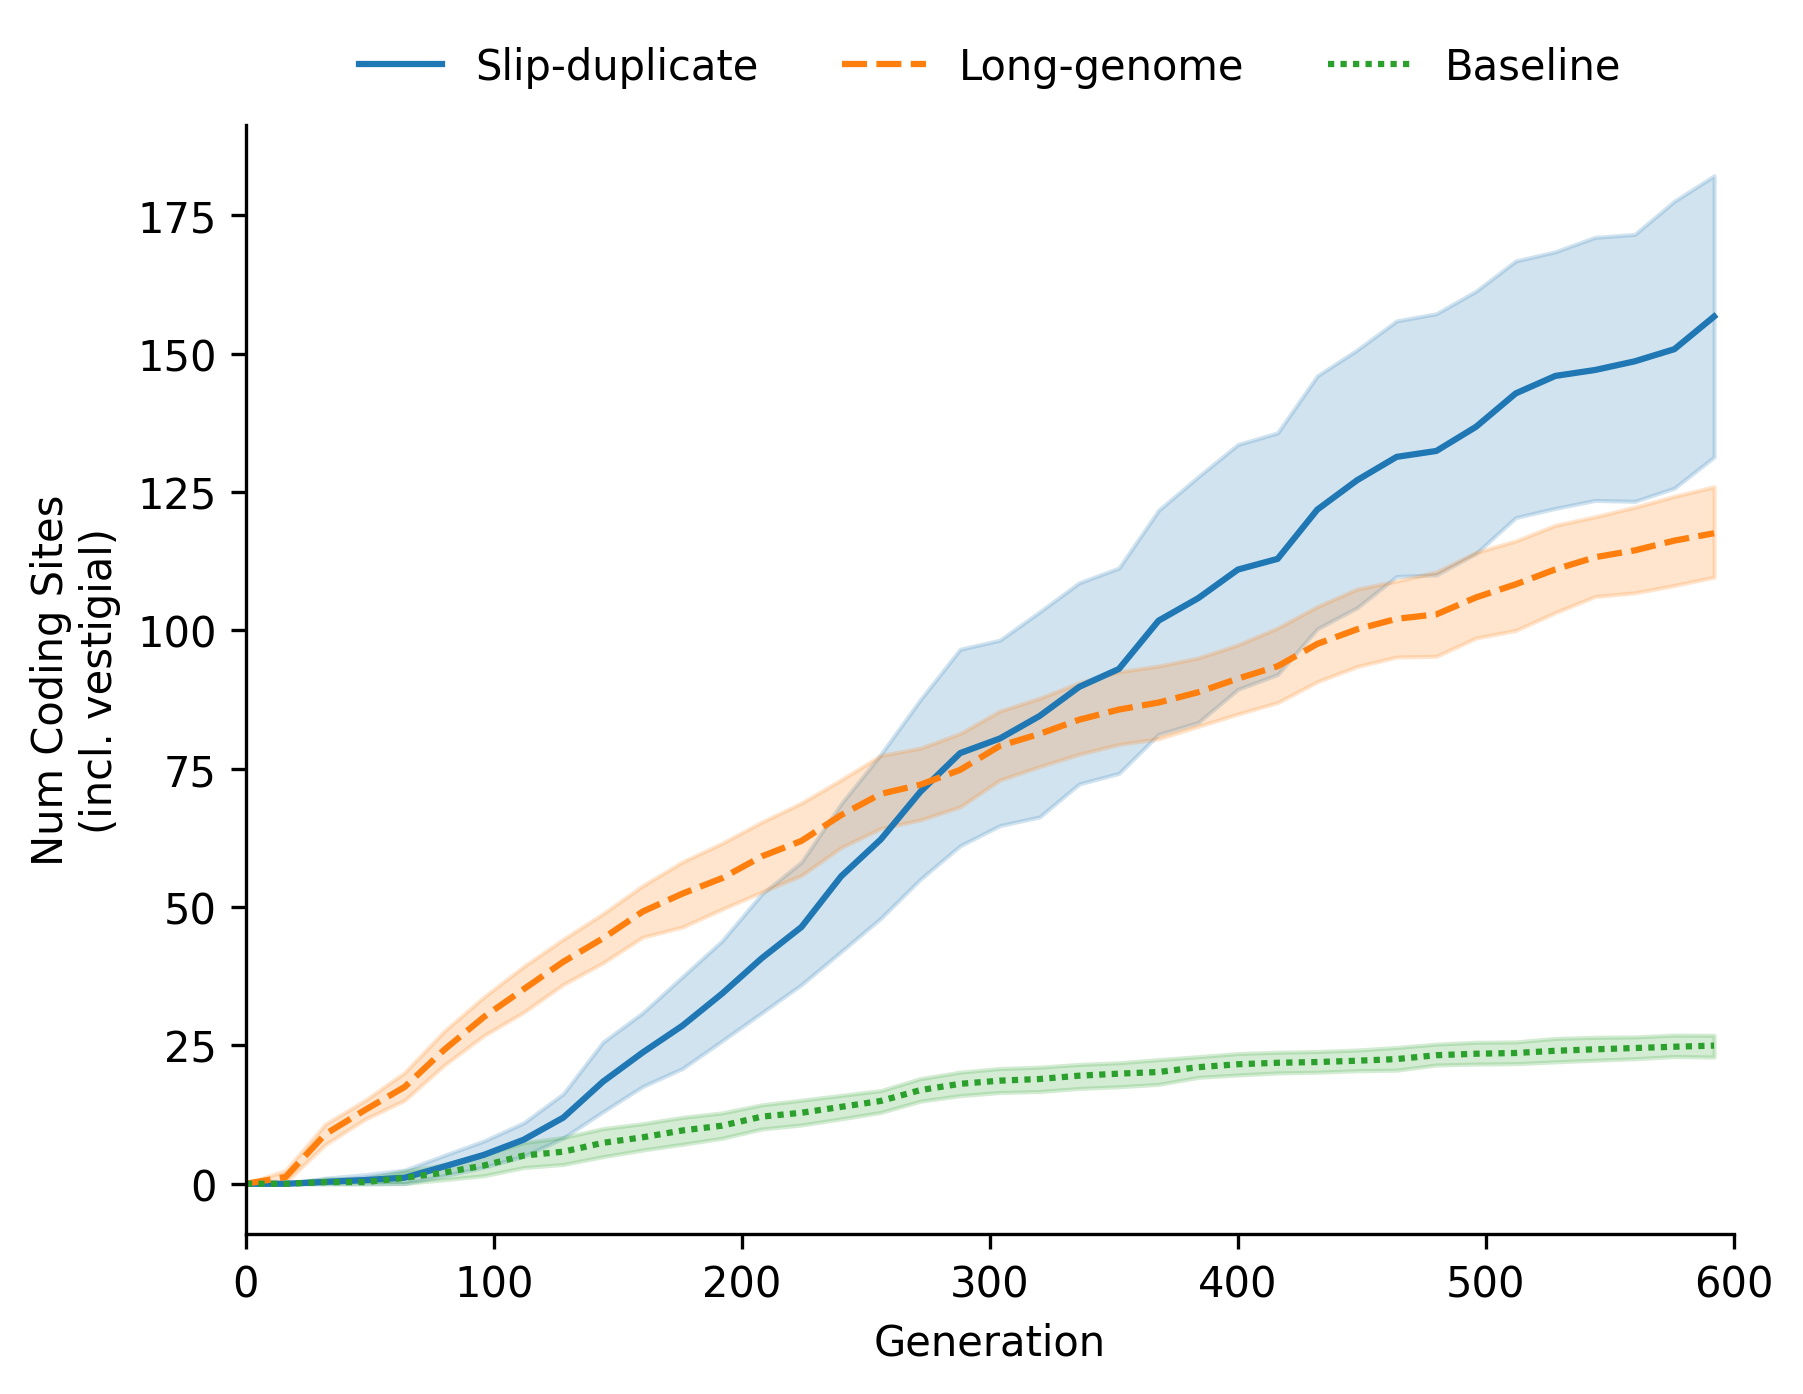 Slip-duplicate Long-genome Baseline
175
150
125
100
75
50
25
0
Num Coding Sites
(incl. vestigial)
0 100 200 300 400 500 600
Generation